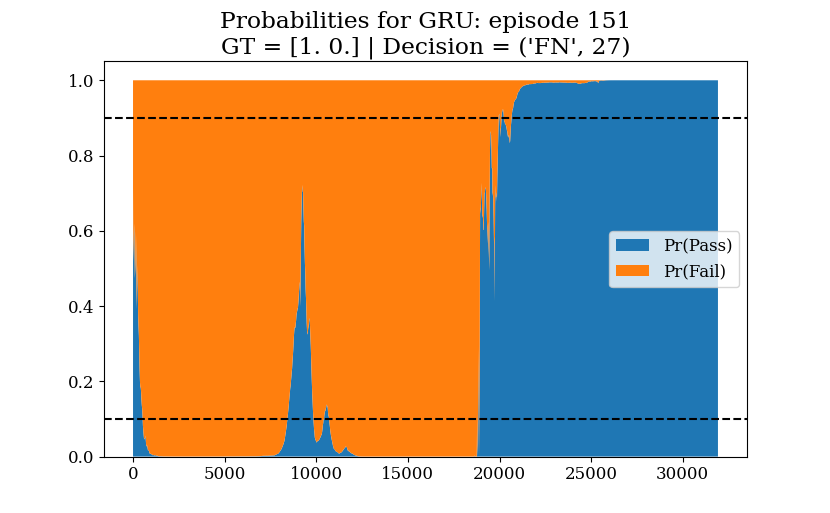 Probabilities for GRU: episode 151
GT = [1. 0.] | Decision = ('FN', 27)
1.0
0.8
0.6
0.4
0.2
0.0
Pr(Pass)
Pr(Fail)
0 5000 10000 15000 20000 25000 30000